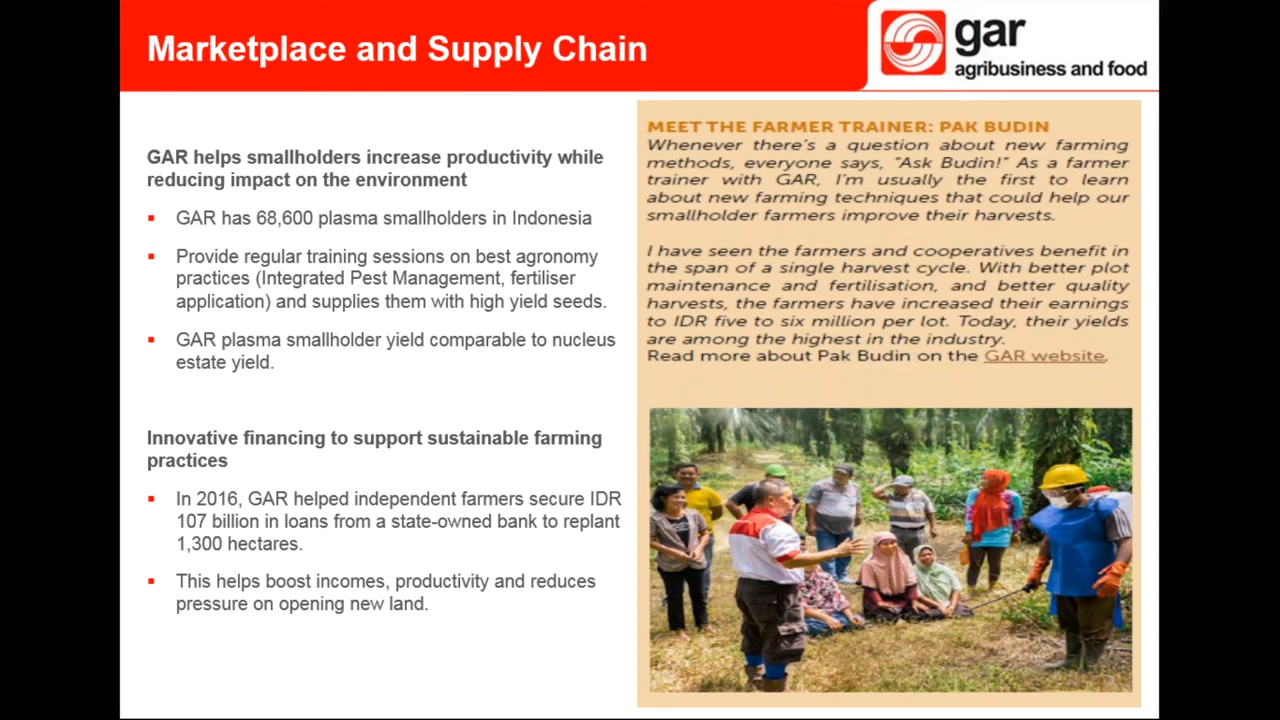 Marketplace and Supply Chain
gar
agribusiness and food
GAR helps smallholders increase productivity while
reducing impact on the environment
GAR has 68,600 plasma smallholders in Indonesia
Provide regular training sessions on best agronomy
practices (Integrated Pest Management, fertiliser
application) and supplies them with high yield seeds.
GAR plasma smallholder yield comparable to nucleus
estate yield.
Innovative financing to support sustainable farming
practices
In 2016, GAR helped independent farmers secure IDR
107 billion in loans from a state-owned bank to replant
1,300 hectares.
This helps boost incomes, productivity and reduces
pressure on opening new land.
MEET THE FARMER TRAINER: PAK BUDIN
Whenever there's a question about new farming
methods, everyone says, "Ask Budin!" As a farmer
trainer with GAR, I'm usually the first to learn
about new farming techniques that could help our
smallholder farmers improve their harvests.
I have seen the farmers and cooperatives benefit in
the span of a single harvest cycle. With better plot
maintenance and fertilisation, and better quality
harvests, the farmers have increased their earnings
to IDR five to six million per lot. Today, their yields
are among the highest in the industry.
Read more about Pak Budin on the GAR website.